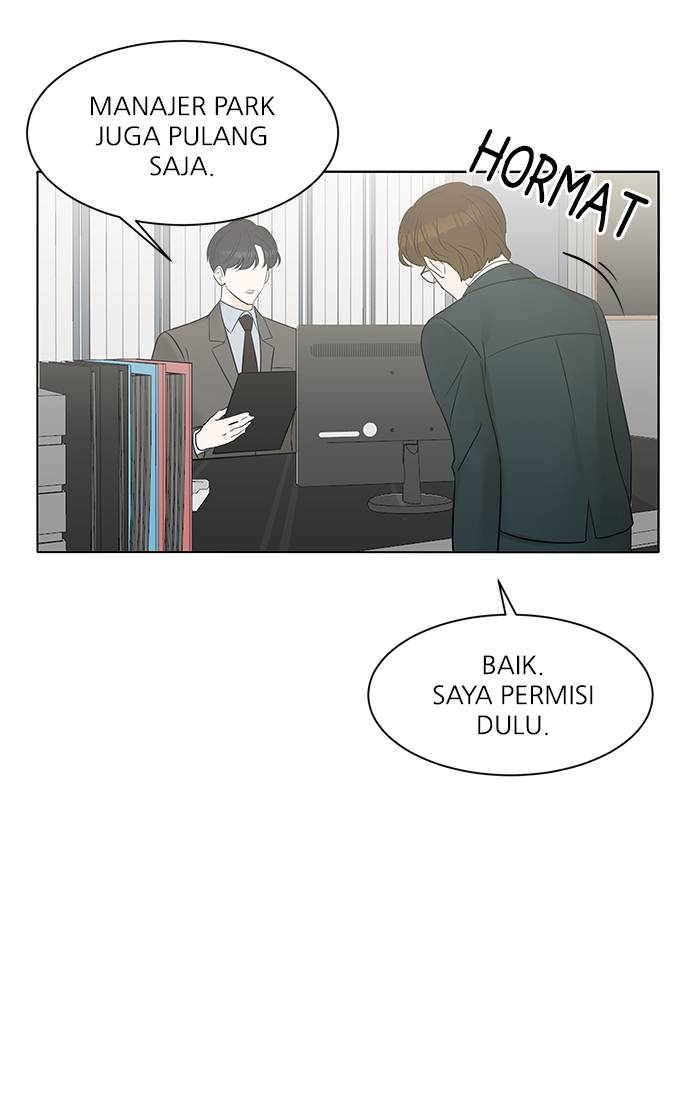 MANAJER PARK
JUGA PULANG
SAJA.
HORMAT
BAIK.
SAYA PERMISI
DULU.